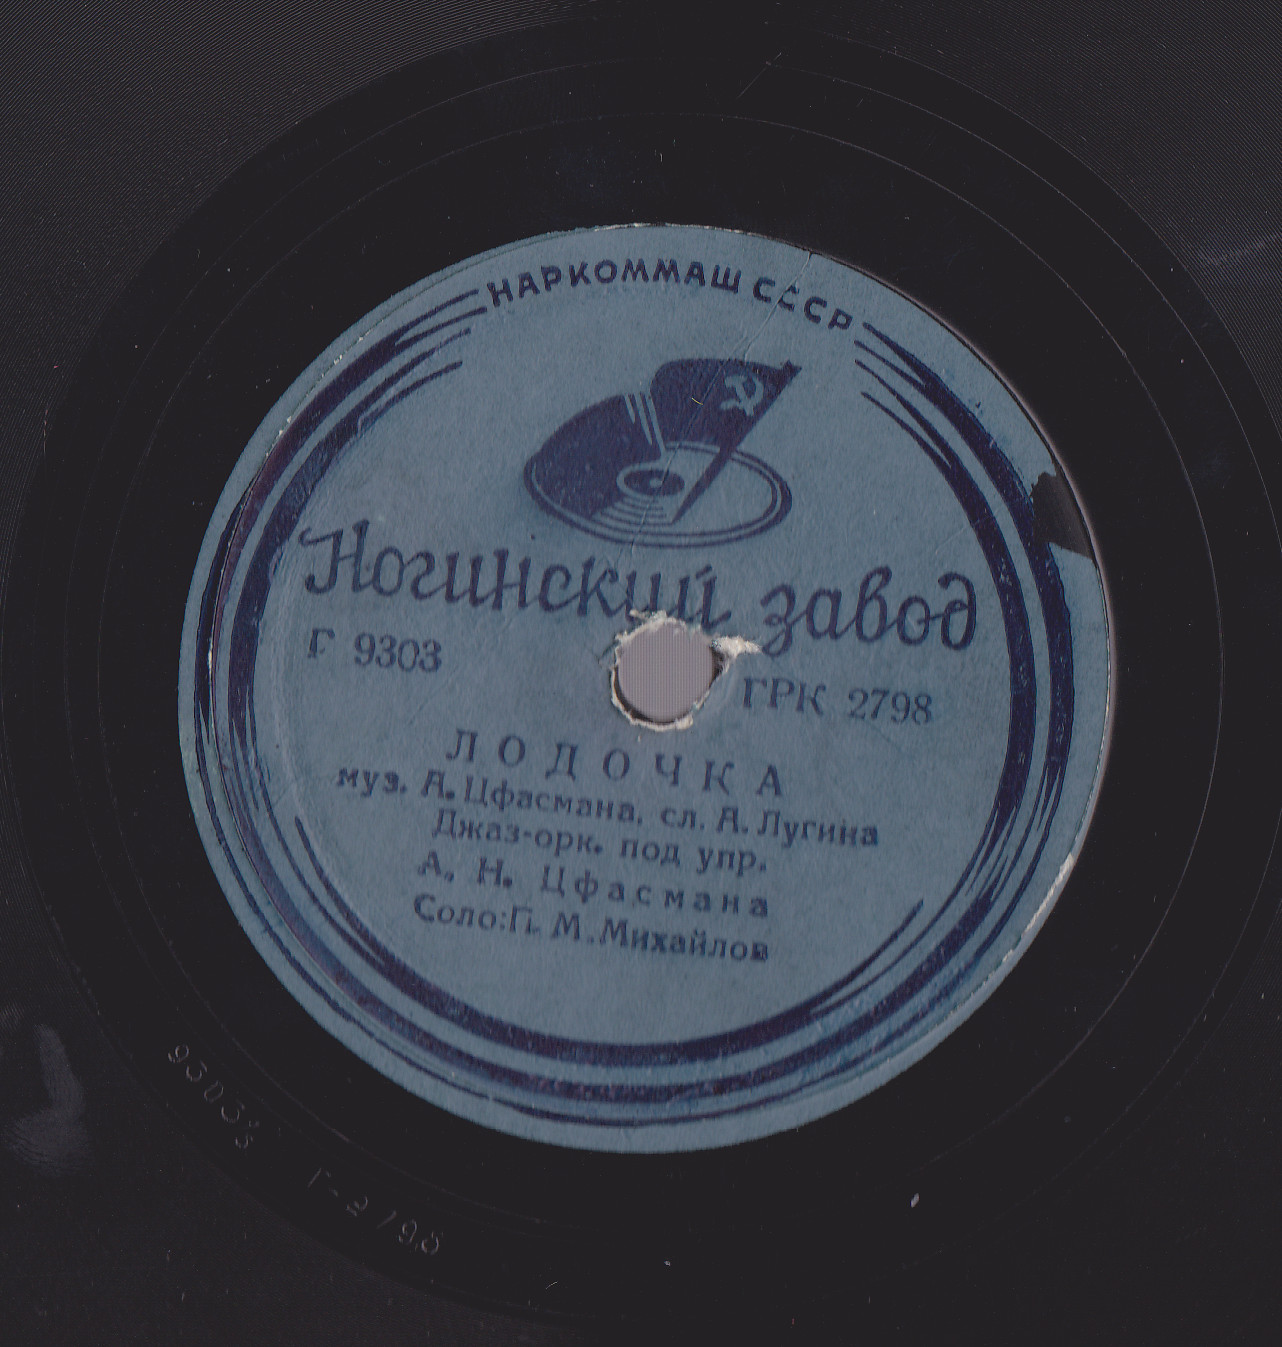 НАРКОММАШ СССР
Ногинский завод
Г 9303
ГРК 2798
ЛОДОЧКА
муз. А. Цфасмана, сл. А. Лугина
Джаз-орк. под упр.
А. Н. Цфасмана
Соло: П. М. Михайлов
Г-2798